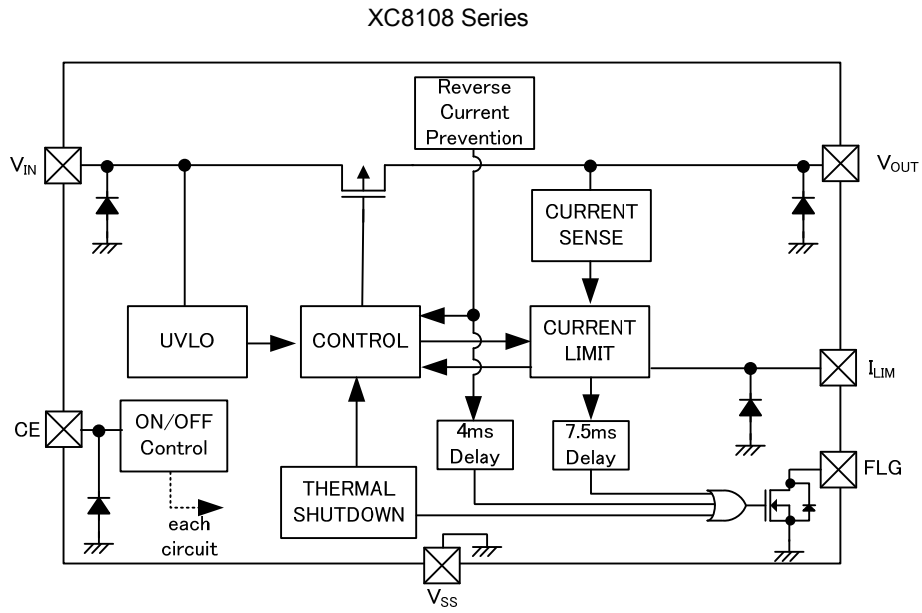 XC8108 Series
Reverse
Current
Prevention
VIN
VOUT
CURRENT
SENSE
UVLO
CONTROL
CURRENT
LIMIT
ILIM
CE
ON/OFF
Control
4ms
Delay
7.5ms
Delay
FLG
THERMAL
SHUTDOWN
each
circuit
VSS